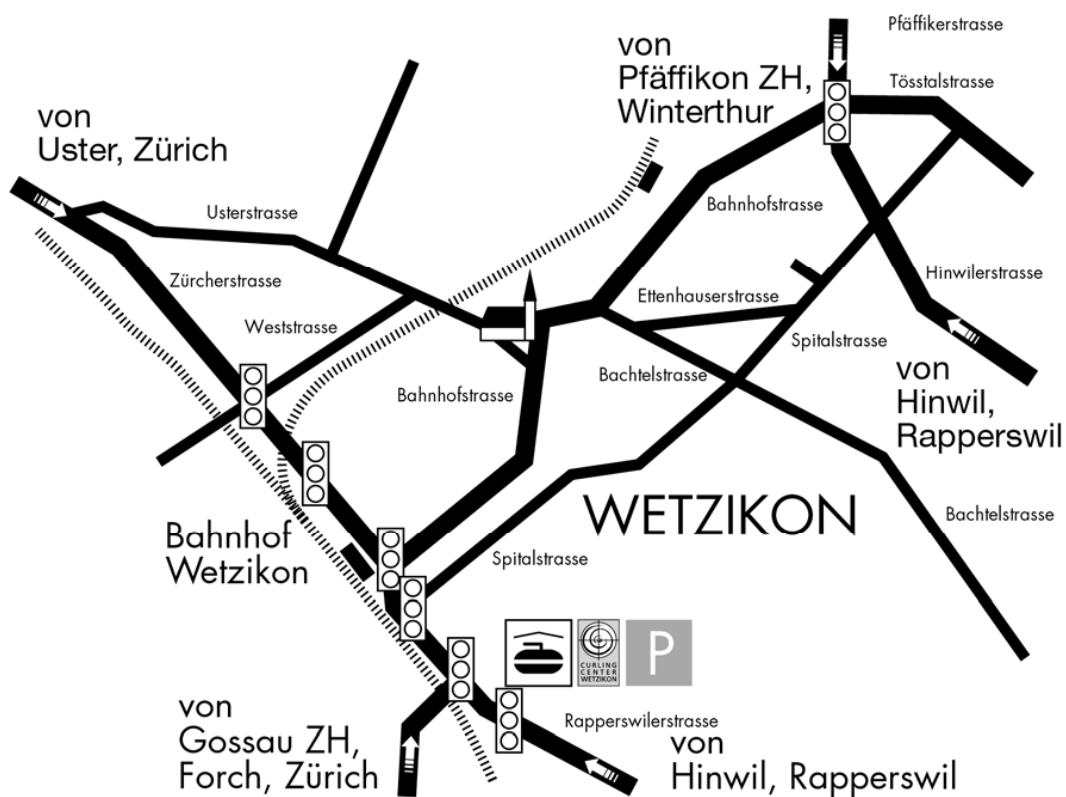 Pfäffikerstrasse
von
Pfäffikon ZH,
Winterthur
Tösstalstrasse
von
Uster, Zürich
Usterstrasse
Bahnhofstrasse
Zürcherstrasse
Hinwilerstrasse
Ettenhauserstrasse
Weststrasse
Spitalstrasse
Bachtelstrasse
Bahnhofstrasse
von
Hinwil,
Rapperswil
WETZIKON
Bachtelstrasse
Bahnhof
Wetzikon
Spitalstrasse
P
CURLING
CENTER
WETZIKON
von
Gossau ZH,
Forch, Zürich
Rapperswilerstrasse
von
Hinwil, Rapperswil